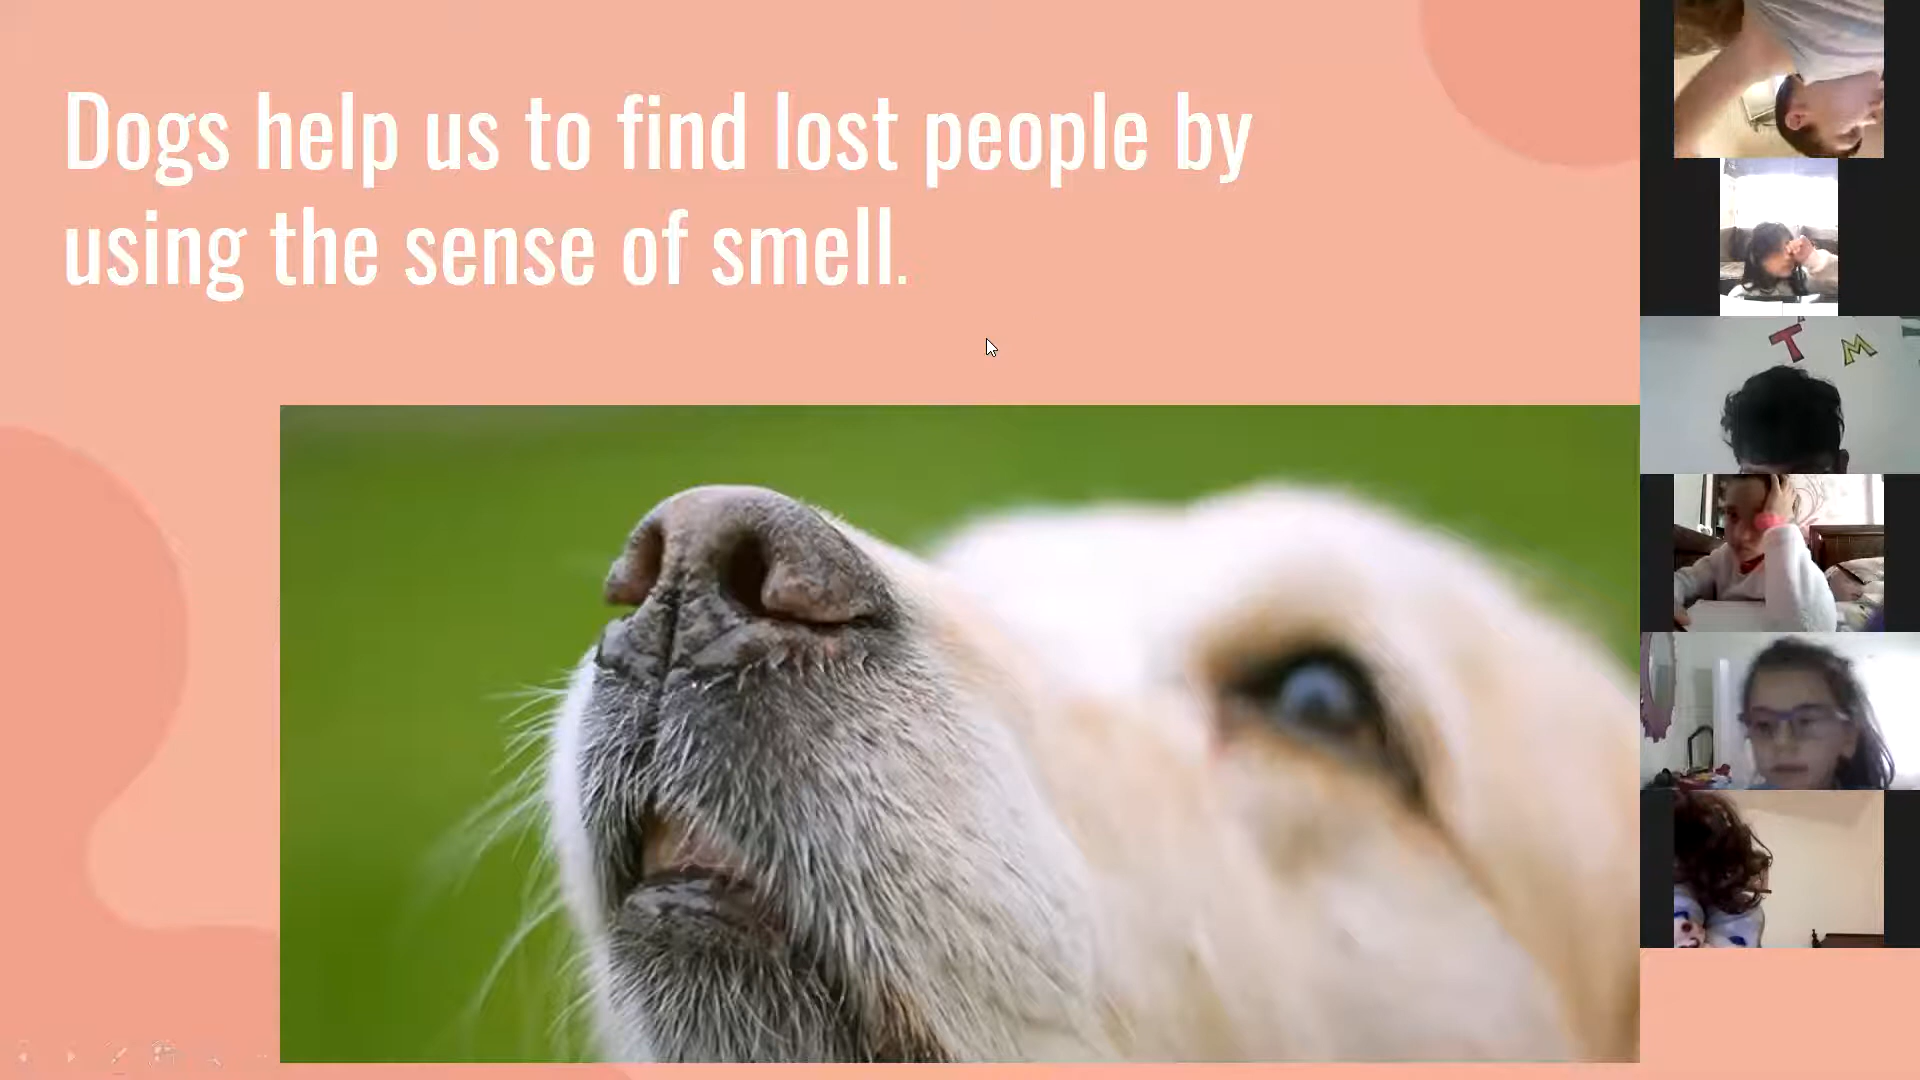 Dogs help us to find lost people by
using the sense of smell.
T M